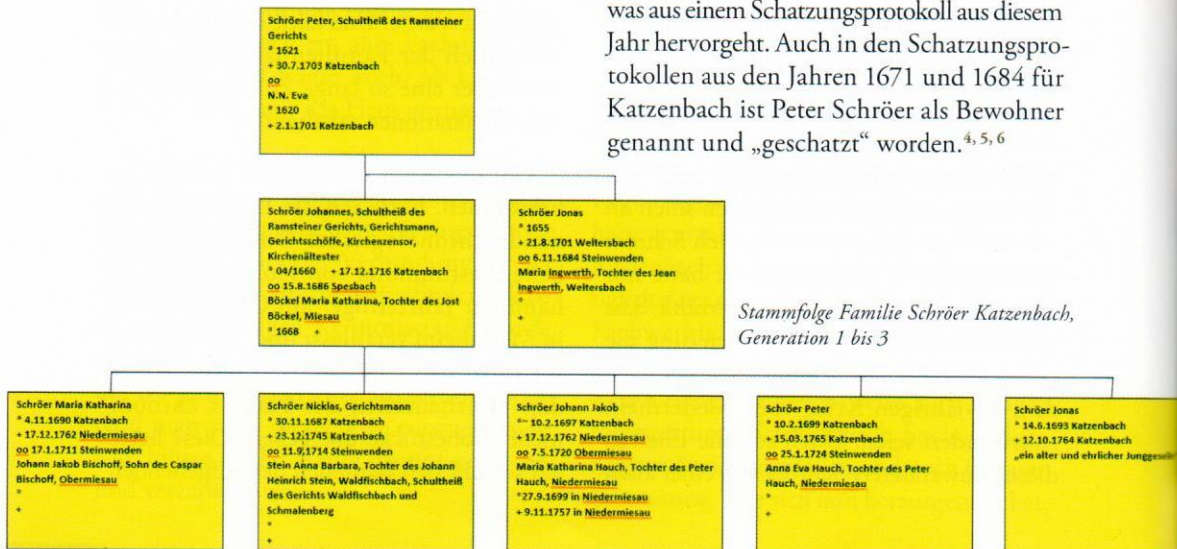 was aus einem Schatzungsprotokoll aus diesem
Jahr hervorgeht. Auch in den Schatzungspro-
tokollen aus den Jahren 1671 und 1684 für
Katzenbach ist Peter Schröer als Bewohner
genannt und „geschatzt“ worden.4, 5, 6
Schröer Peter, Schultheiß des Ramsteiner
Gerichts
* 1621
+ 30.7.1703 Katzenbach
oo
N.N. Eva
* 1620
+ 2.1.1701 Katzenbach
Schröer Johannes, Schultheiß des
Ramsteiner Gerichts, Gerichtsmann,
Gerichtsschöffe, Kirchenzensor,
Kirchenältester
* 04/1660 + 17.12.1716 Katzenbach
oo 15.8.1686 Spesbach
Böckel Maria Katharina, Tochter des Jost
Böckel, Miesau
* 1668 +
Schröer Jonas
* 1655
+ 21.8.1701 Weltersbach
oo 6.11.1684 Steinwenden
Maria Ingwerth, Tochter des Jean
Ingwerth, Weltersbach
*
+
Stammfolge Familie Schröer Katzenbach,
Generation 1 bis 3
Schröer Maria Katharina
* 4.11.1690 Katzenbach
+ 17.12.1762 Niedermiesau
oo 17.1.1711 Steinwenden
Johann Jakob Bischoff, Sohn des Caspar
Bischoff, Obermiesau
*
+
Schröer Nicklas, Gerichtsmann
* 30.11.1687 Katzenbach
+ 23.12.1745 Katzenbach
oo 11.9.1714 Steinwenden
Stein Anna Barbara, Tochter des Johann
Heinrich Stein, Waldfischbach, Schultheiß
des Gerichts Waldfischbach und
Schmalenberg
*
+
Schröer Johann Jakob
*~ 10.2.1697 Katzenbach
+ 17.12.1762 Niedermiesau
oo 7.5.1720 Obermiesau
Maria Katharina Hauch, Tochter des Peter
Hauch, Niedermiesau
*27.9.1699 in Niedermiesau
+ 9.11.1757 in Niedermiesau
Schröer Peter
* 10.2.1699 Katzenbach
+ 15.03.1765 Katzenbach
oo 25.1.1724 Steinwenden
Anna Eva Hauch, Tochter des Peter
Hauch, Niedermiesau
*
+
Schröer Jonas
* 14.6.1693 Katzenbach
+ 12.10.1764 Katzenbach
„ein alter und ehrlicher